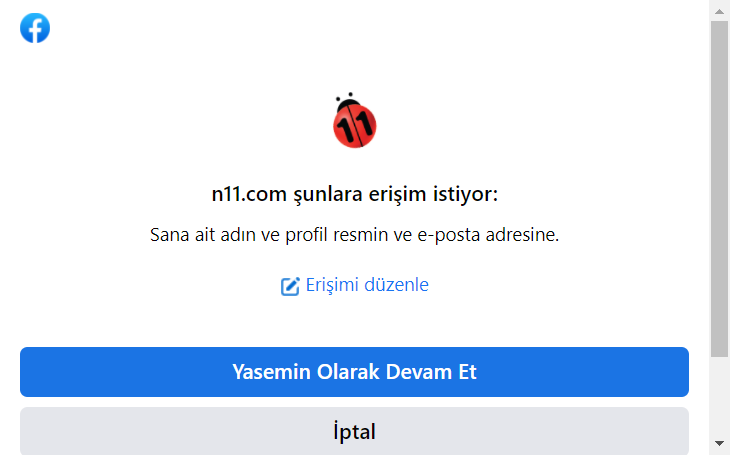 11
n11.com şunlara erişim istiyor:
Sana ait adın ve profil resmin ve e-posta adresine.
Erişimi düzenle
Yasemin Olarak Devam Et
İptal